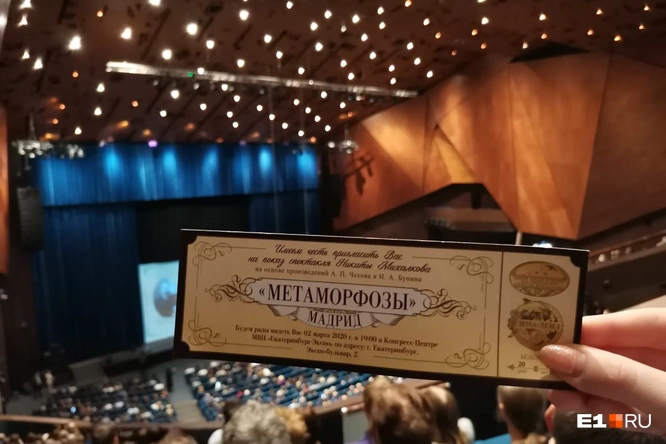 Имеем честь пригласить Вас
на показ спектакля Никиты Михалкова
на основе произведений А. П. Чехова и И. А. Бунина
«МЕТАМОРФОЗЫ»
МАДРИД
Будем рады видеть Вас 02 марта 2020 г. в 19:00 в Конгресс-Центре
МВЦ «Екатеринбург-Экспо» по адресу: г. Екатеринбург,
Экспо-бульвар, 2.
20
E1 RU